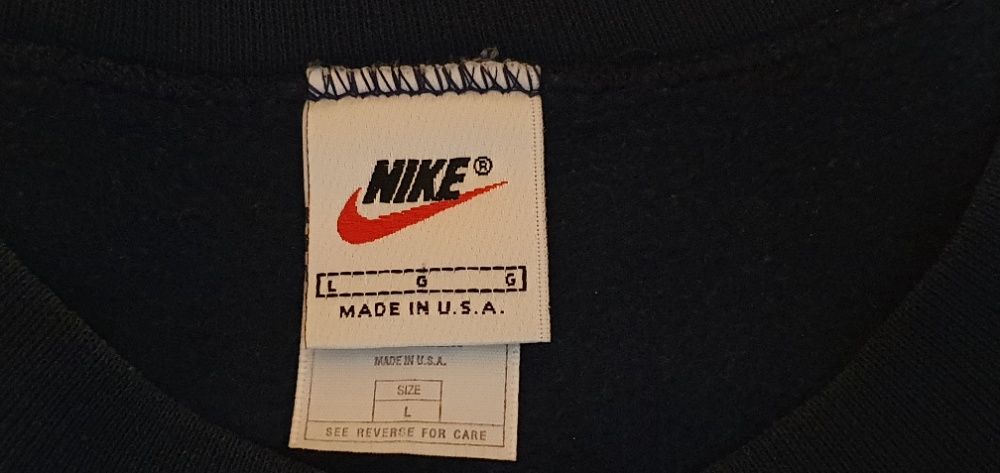 NIKE®
L G G
MADE IN U.S.A.
MADE IN U.S.A.
SIZE
L
SEE REVERSE FOR CARE